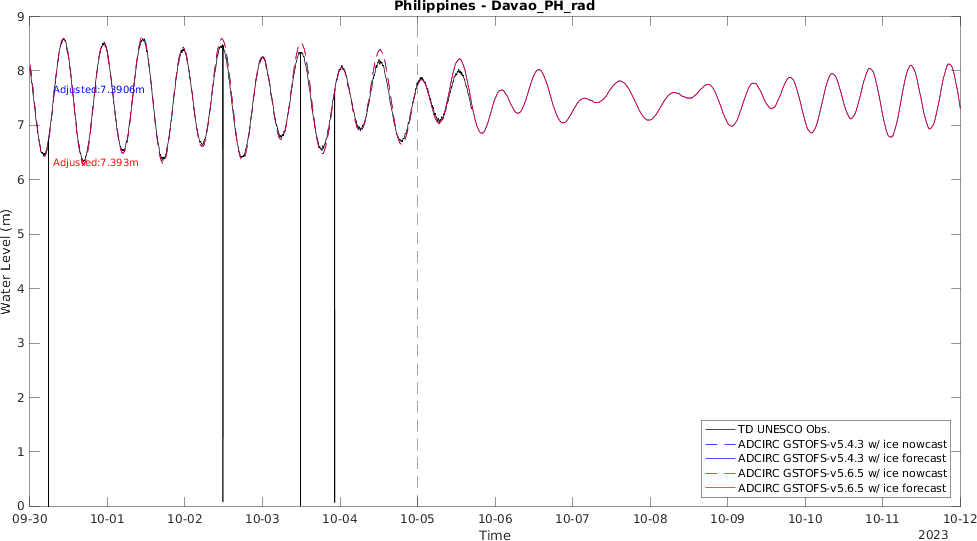 Philippines - Davao_PH_rad
9
8
7
6
5
4
3
2
1
0
Water Level (m)
Adjusted:7.3906m
Adjusted:7.393m
TD UNESCO Obs.
ADCIRC GSTOFS-v5.4.3 w/ ice nowcast
ADCIRC GSTOFS-v5.4.3 w/ ice forecast
ADCIRC GSTOFS-v5.6.5 w/ ice nowcast
ADCIRC GSTOFS-v5.6.5 w/ ice forecast
09-30 10-01 10-02 10-03 10-04 10-05 10-06 10-07 10-08 10-09 10-10 10-11 10-12
Time
2023